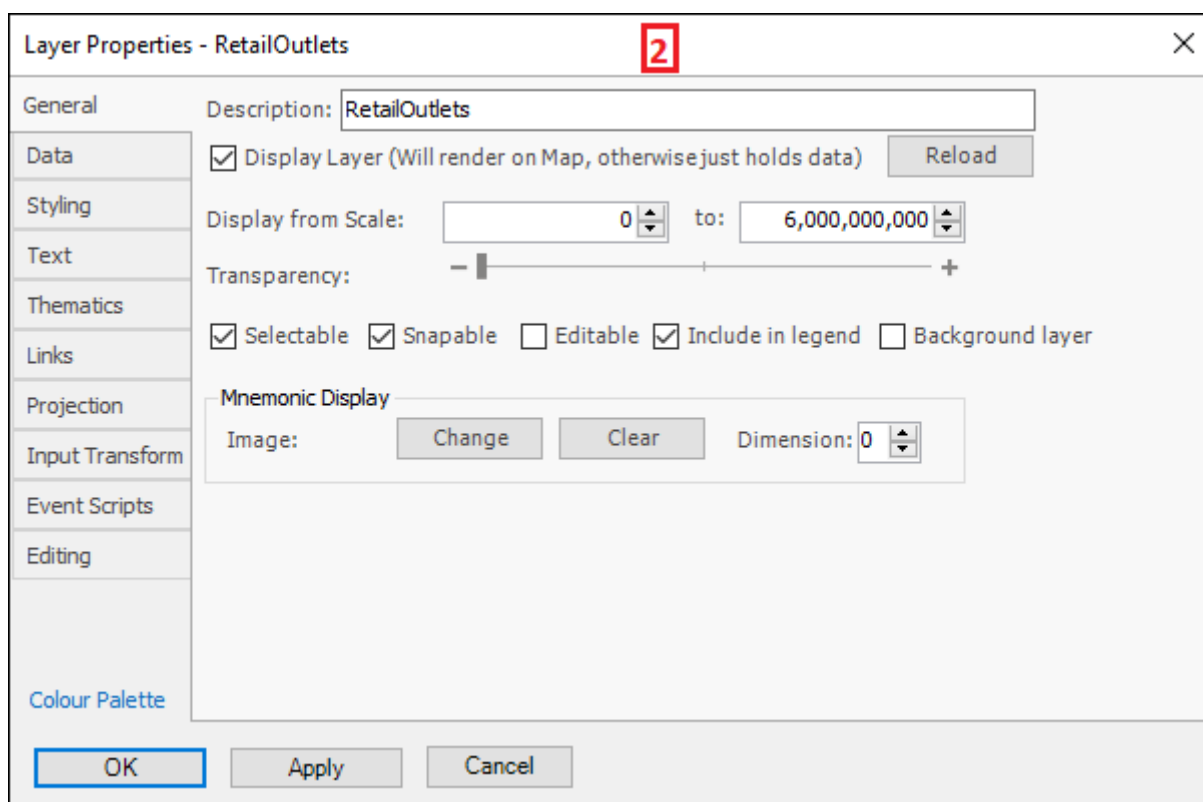 Layer Properties - RetailOutlets
2
General
Data
Styling
Text
Thematics
Links
Projection
Input Transform
Event Scripts
Editing
Colour Palette
Description: RetailOutlets
Display Layer (Will render on Map, otherwise just holds data) Reload
Display from Scale: 0 to: 6,000,000,000
Transparency: − +
Selectable Snapable Editable Include in legend Background layer
Mnemonic Display
Image: Change Clear Dimension: 0
OK Apply Cancel